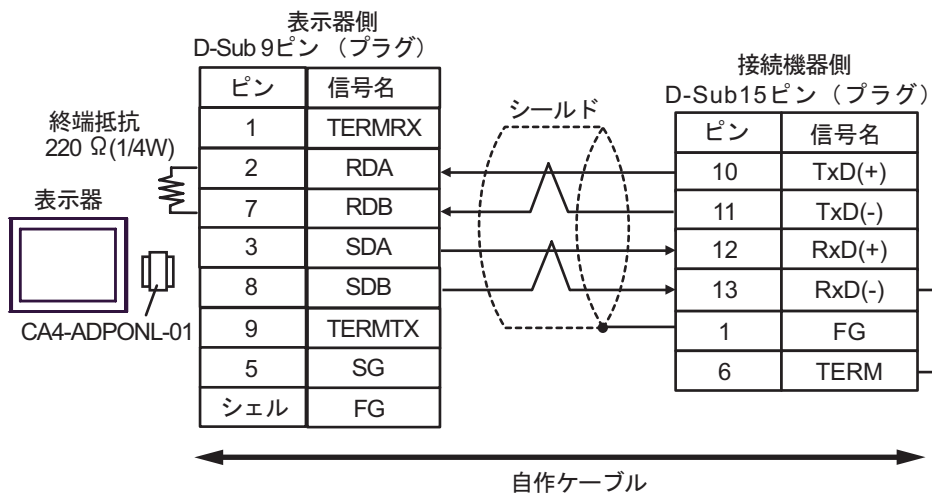 表示器側
D-Sub 9ピン (プラグ)
ピン 信号名
1 TERMRX
2 RDA
7 RDB
3 SDA
8 SDB
9 TERMTX
5 SG
シェル FG
終端抵抗
220 Ω(1/4W)
表示器
CA4-ADPONL-01
シールド
接続機器側
D-Sub15ピン (プラグ)
ピン 信号名
10 TxD(+)
11 TxD(-)
12 RxD(+)
13 RxD(-)
1 FG
6 TERM
自作ケーブル